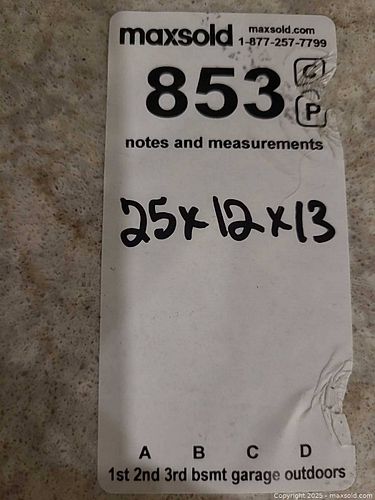 maxsold maxsold.com
1-877-257-7799
853 C
P
notes and measurements
25x12x13
A B C D
1st 2nd 3rd bsmt garage outdoors
Copyright 2025 - maxsold.com